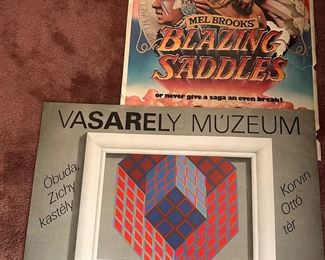 MEL BROOKS'
BLAZING
SADDLES
or never give a saga an even break!
VASARELY MÚZEUM
Óbuda,
Zichy
kastély
Korvin
Ottó
tér